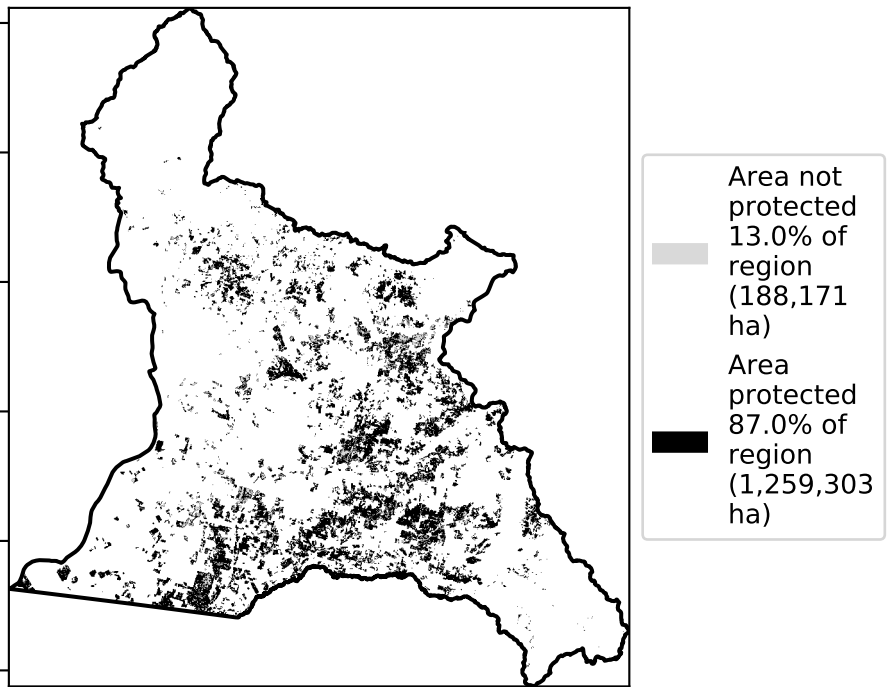 Area not
protected
13.0% of
region
(188,171
ha)
Area
protected
87.0% of
region
(1,259,303
ha)